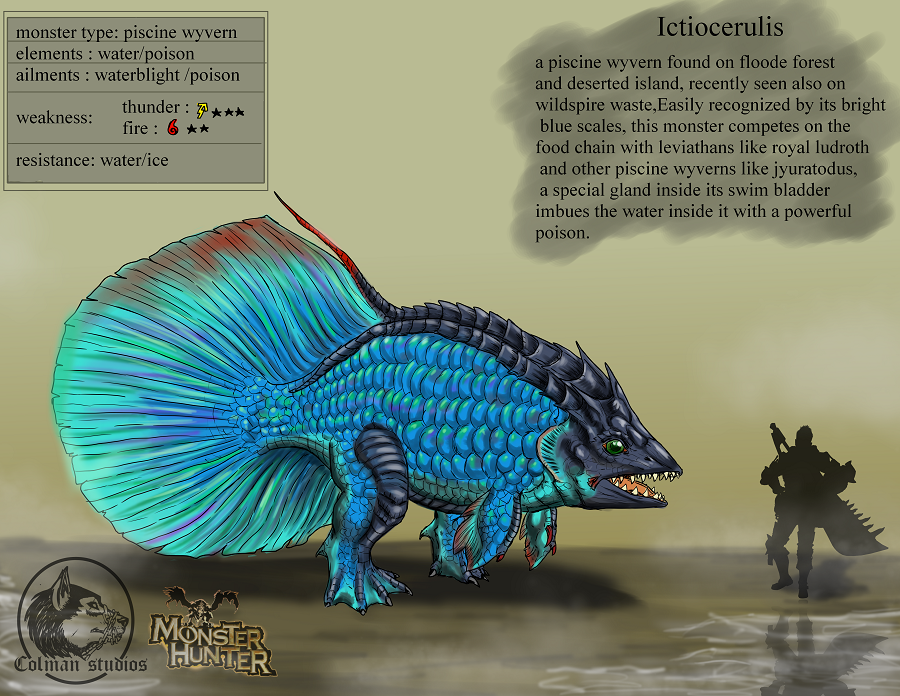 monster type: piscine wyvern
elements : water/poison
ailments : waterblight /poison
weakness:
thunder :
fire :
resistance: water/ice
Ictiocerulis
a piscine wyvern found on floode forest
and deserted island, recently seen also on
wildspire waste,Easily recognized by its bright
blue scales, this monster competes on the
food chain with leviathans like royal ludroth
and other piscine wyverns like jyuratodus,
a special gland inside its swim bladder
imbues the water inside it with a powerful
poison.
Colman studios
MONSTER
HUNTER